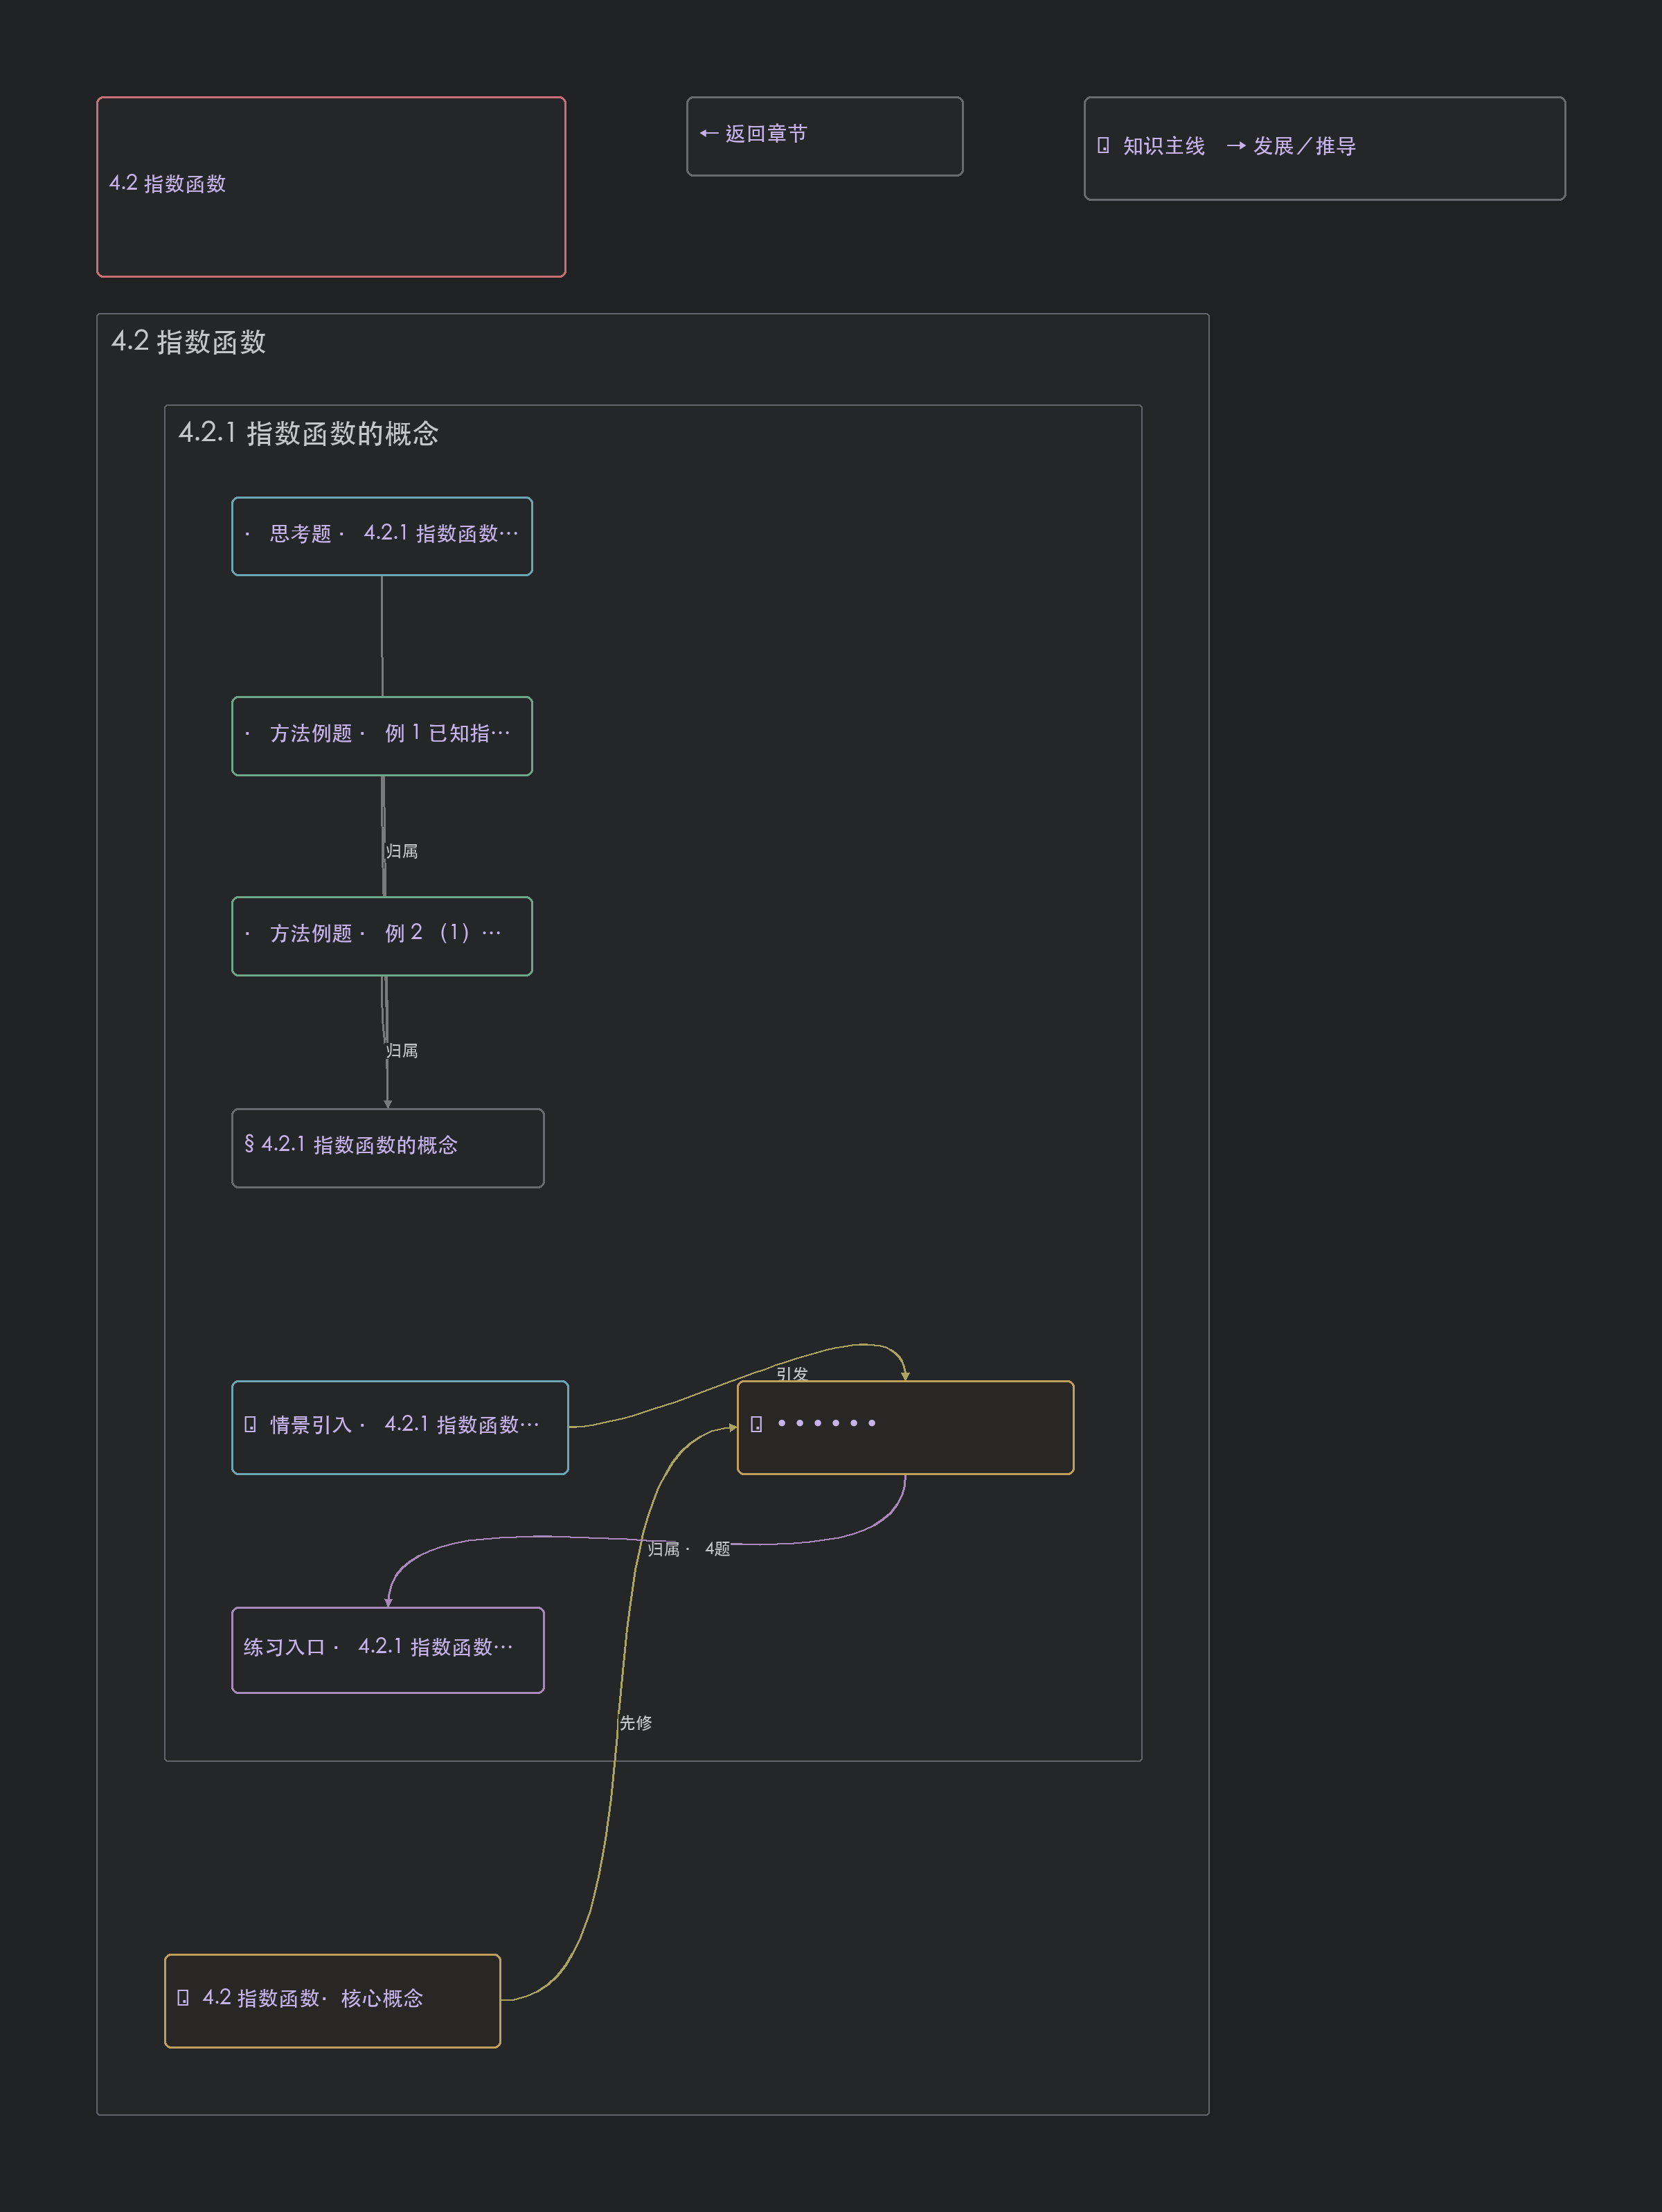 4.2 指数函数
← 返回章节
知识主线 → 发展／推导
4.2 指数函数
4.2.1 指数函数的概念
· 思考题 · 4.2.1 指数函数…
· 方法例题 · 例 1 已知指…
归属
· 方法例题 · 例 2 （1）…
归属
§ 4.2.1 指数函数的概念
引发
情景引入 · 4.2.1 指数函数…
• • • • • •
归属 · 4题
练习入口 · 4.2.1 指数函数…
先修
4.2 指数函数 · 核心概念